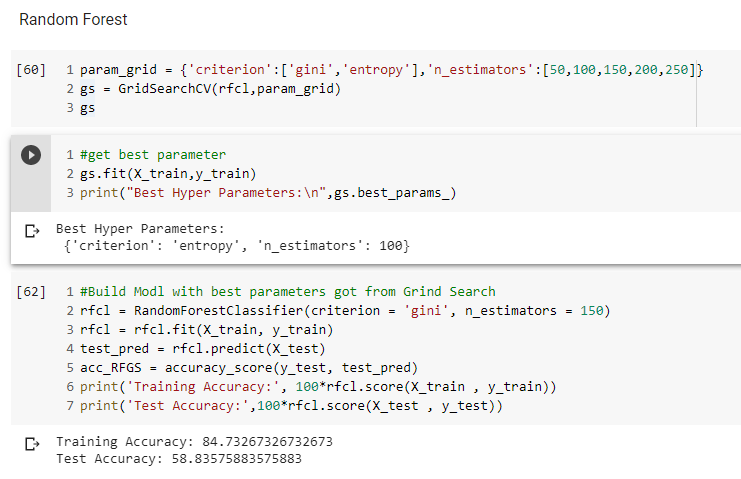 Random Forest
[60] 1 param_grid = {'criterion':['gini','entropy'],'n_estimators':[50,100,150,200,250]}
2 gs = GridSearchCV(rfcl,param_grid)
3 gs
1 #get best parameter
2 gs.fit(X_train,y_train)
3 print("Best Hyper Parameters:\n",gs.best_params_)
Best Hyper Parameters:
{'criterion': 'entropy', 'n_estimators': 100}
[62] 1 #Build Modl with best parameters got from Grind Search
2 rfcl = RandomForestClassifier(criterion = 'gini', n_estimators = 150)
3 rfcl = rfcl.fit(X_train, y_train)
4 test_pred = rfcl.predict(X_test)
5 acc_RFGS = accuracy_score(y_test, test_pred)
6 print('Training Accuracy:', 100*rfcl.score(X_train , y_train))
7 print('Test Accuracy:',100*rfcl.score(X_test , y_test))
Training Accuracy: 84.73267326732673
Test Accuracy: 58.83575883575883